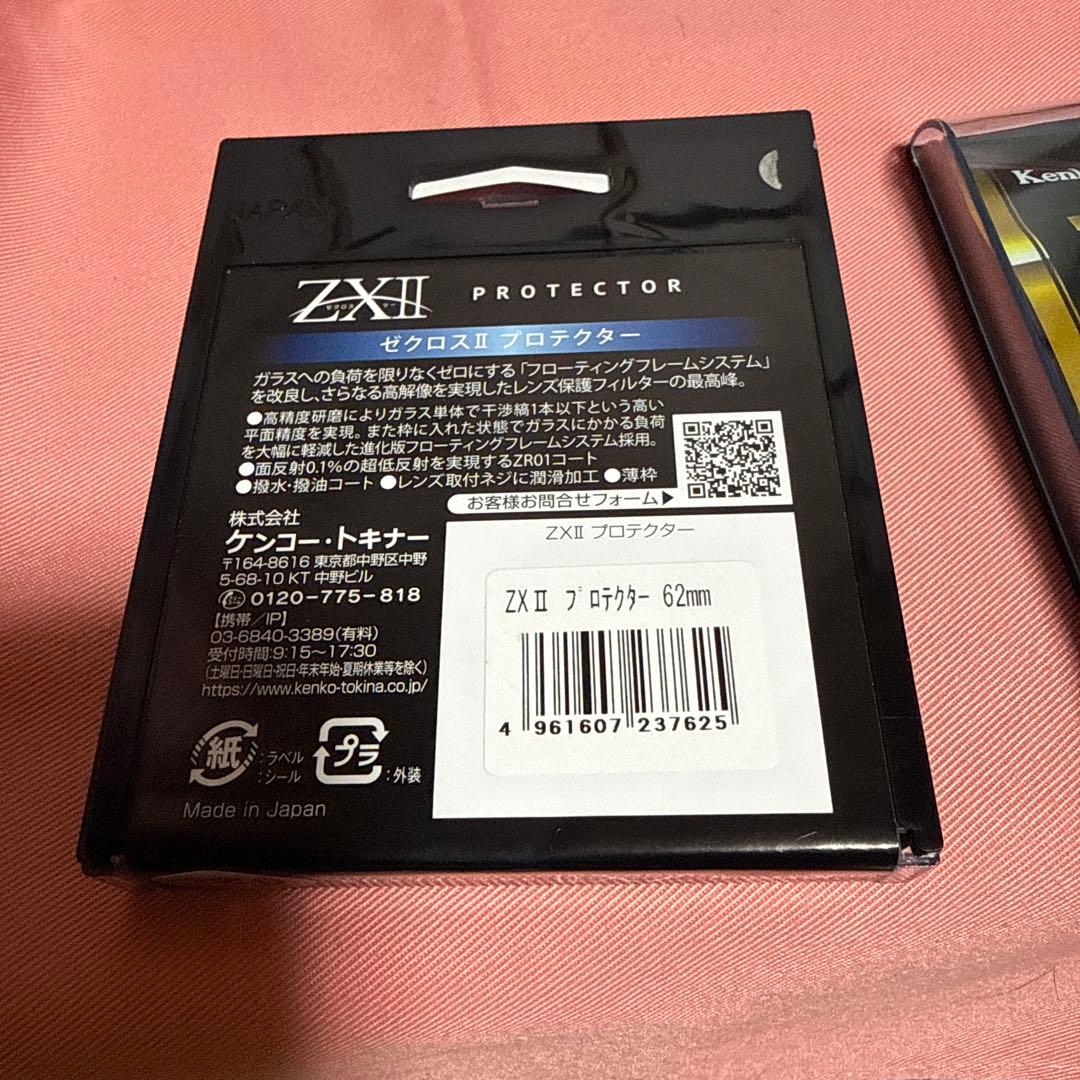 JAPAN
ZXII PROTECTOR
ゼクロス ツー
ゼクロスII プロテクター
ガラスへの負荷を限りなくゼロにする「フローティングフレームシステム」
を改良し、さらなる高解像を実現したレンズ保護フィルターの最高峰。
●高精度研磨によりガラス単体で干渉縞1本以下という高い
平面精度を実現。また枠に入れた状態でガラスにかかる負荷
を大幅に軽減した進化版フローティングフレームシステム採用。
●面反射0.1%の超低反射を実現するZR01コート
●撥水・撥油コート ●レンズ取付ネジに潤滑加工 ●薄枠
お客様お問合せフォーム▶
株式会社
ケンコー・トキナー
〒164-8616 東京都中野区中野
5-68-10 KT 中野ビル
0120-775-818
【携帯/IP】
03-6840-3389(有料)
受付時間:9:15〜17:30
(土曜日・日曜日・祝日・年末年始・夏期休業等を除く)
https://www.kenko-tokina.co.jp/
紙 :ラベル
:シール
プラ :外装
Made in Japan
ZXII プロテクター
ZXⅡ プロテクター 62mm
4 961607 237625